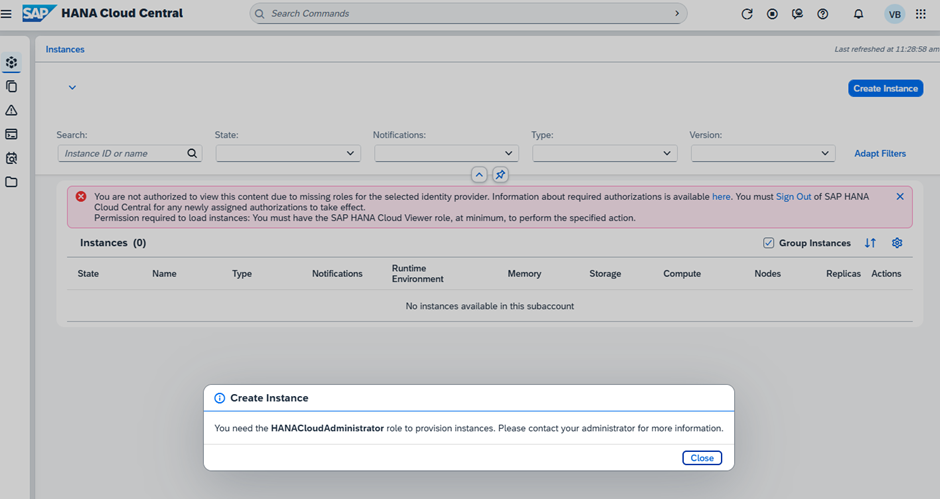 SAP HANA Cloud Central
Search Commands
VB
Instances
Last refreshed at 11:28:58 am
Create Instance
Search:
State:
Notifications:
Type:
Version:
Instance ID or name
Adapt Filters
You are not authorized to view this content due to missing roles for the selected identity provider. Information about required authorizations is available here. You must Sign Out of SAP HANA
Cloud Central for any newly assigned authorizations to take effect.
Permission required to load instances: You must have the SAP HANA Cloud Viewer role, at minimum, to perform the specified action.
Instances (0)
Group Instances
State
Name
Type
Notifications
Runtime
Environment
Memory
Storage
Compute
Nodes
Replicas
Actions
No instances available in this subaccount
Create Instance
You need the HANACloudAdministrator role to provision instances. Please contact your administrator for more information.
Close